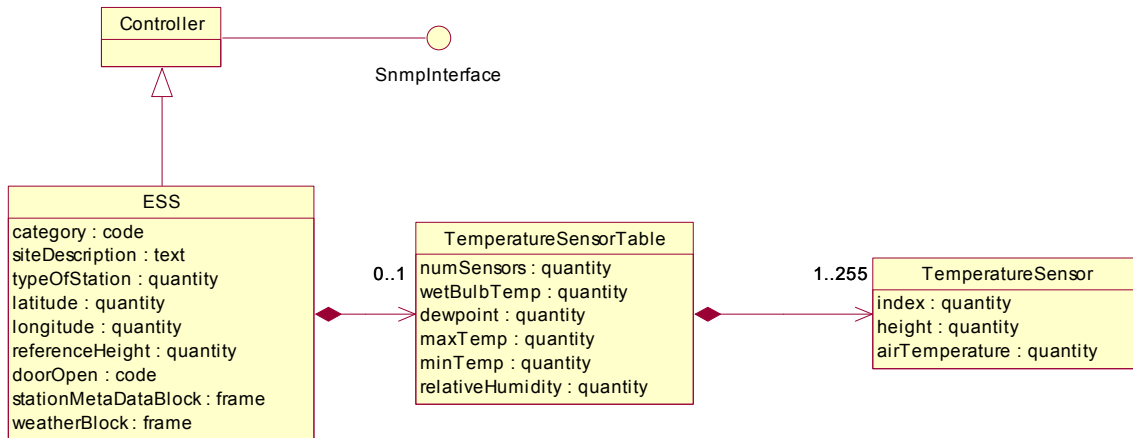 Controller
SnmpInterface
ESS
category : code
siteDescription : text
typeOfStation : quantity
latitude : quantity
longitude : quantity
referenceHeight : quantity
doorOpen : code
stationMetaDataBlock : frame
weatherBlock : frame
0..1
TemperatureSensorTable
numSensors : quantity
wetBulbTemp : quantity
dewpoint : quantity
maxTemp : quantity
minTemp : quantity
relativeHumidity : quantity
1..255
TemperatureSensor
index : quantity
height : quantity
airTemperature : quantity